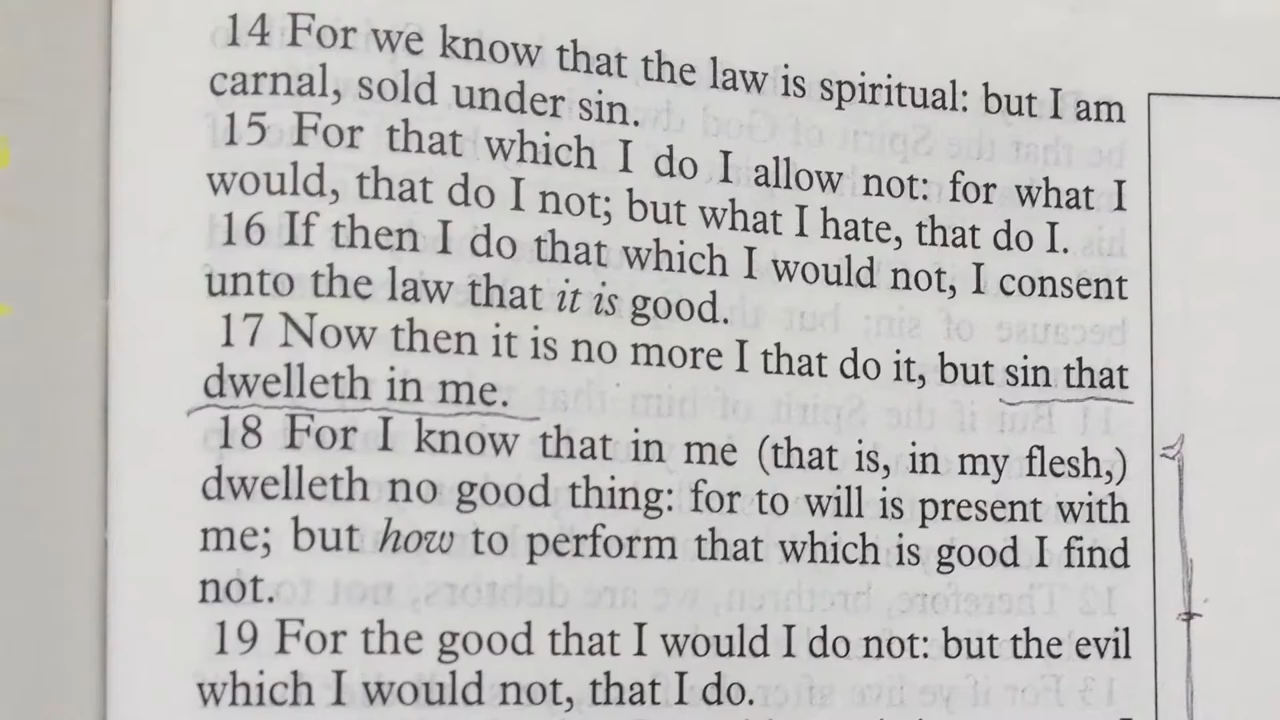 14 For we know that the law is spiritual: but I am
carnal, sold under sin.
15 For that which I do I allow not: for what I
would, that do I not; but what I hate, that do I.
16 If then I do that which I would not, I consent
unto the law that it is good.
17 Now then it is no more I that do it, but sin that
dwelleth in me.
18 For I know that in me (that is, in my flesh,)
dwelleth no good thing: for to will is present with
me; but how to perform that which is good I find
not.
19 For the good that I would I do not: but the evil
which I would not, that I do.